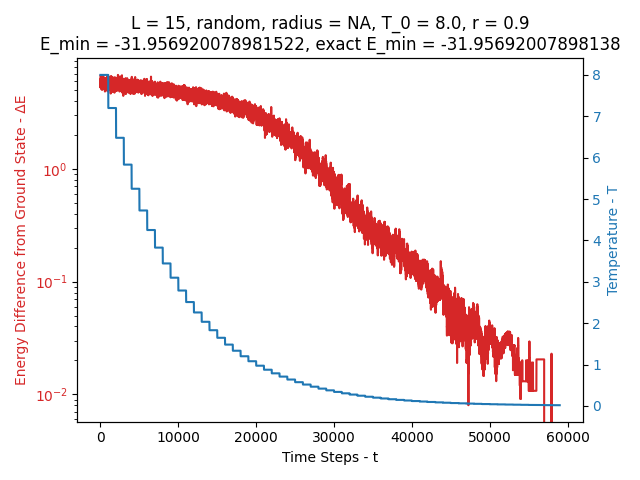 L = 15, random, radius = NA, T_0 = 8.0, r = 0.9
E_min = -31.956920078981522, exact E_min = -31.95692007898138
10⁰
10⁻¹
10⁻²
Energy Difference from Ground State - ΔE
8
7
6
5
4
3
2
1
0
Temperature - T
0 10000 20000 30000 40000 50000 60000
Time Steps - t